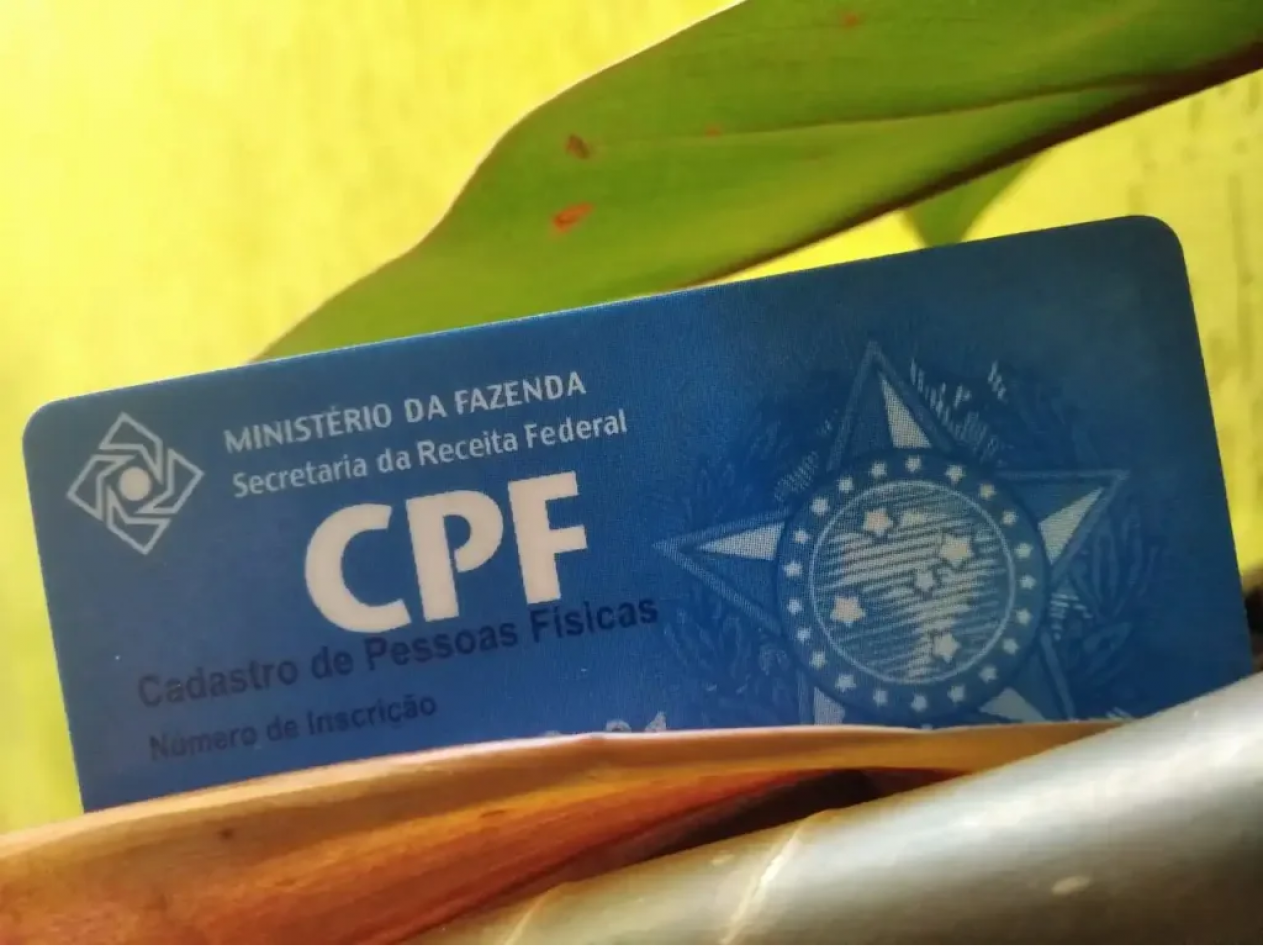 MINISTÉRIO DA FAZENDA
Secretaria da Receita Federal
CPF
Cadastro de Pessoas Físicas
Número de Inscrição